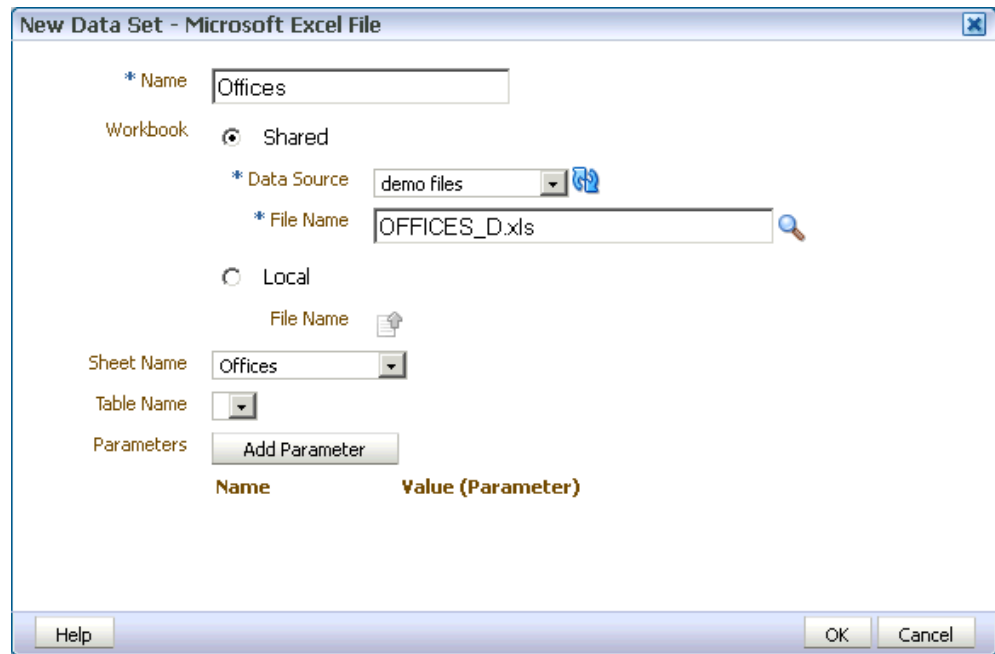 New Data Set - Microsoft Excel File
* Name Offices
Workbook Shared
* Data Source demo files
* File Name OFFICES_D.xls
Local
File Name
Sheet Name Offices
Table Name
Parameters Add Parameter
Name Value (Parameter)
Help OK Cancel